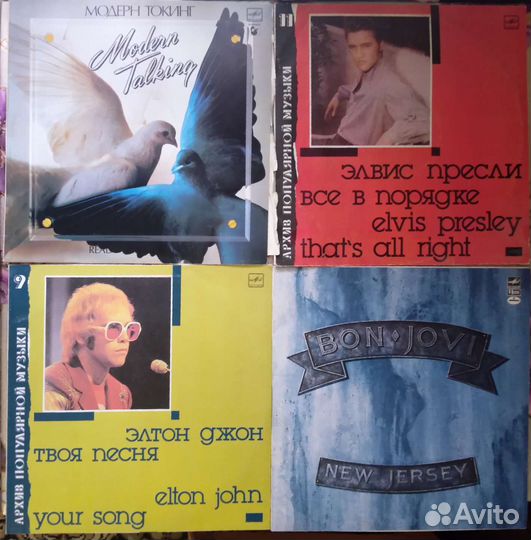 МОДЕРН ТОКИНГ
Modern
Talking
11
АРХИВ ПОПУЛЯРНОЙ МУЗЫКИ
ЭЛВИС ПРЕСЛИ
ВСЕ В ПОРЯДКЕ
elvis presley
that's all right
9
АРХИВ ПОПУЛЯРНОЙ МУЗЫКИ
ЭЛТОН ДЖОН
ТВОЯ ПЕСНЯ
elton john
your song
BON JOVI
NEW JERSEY
Avito